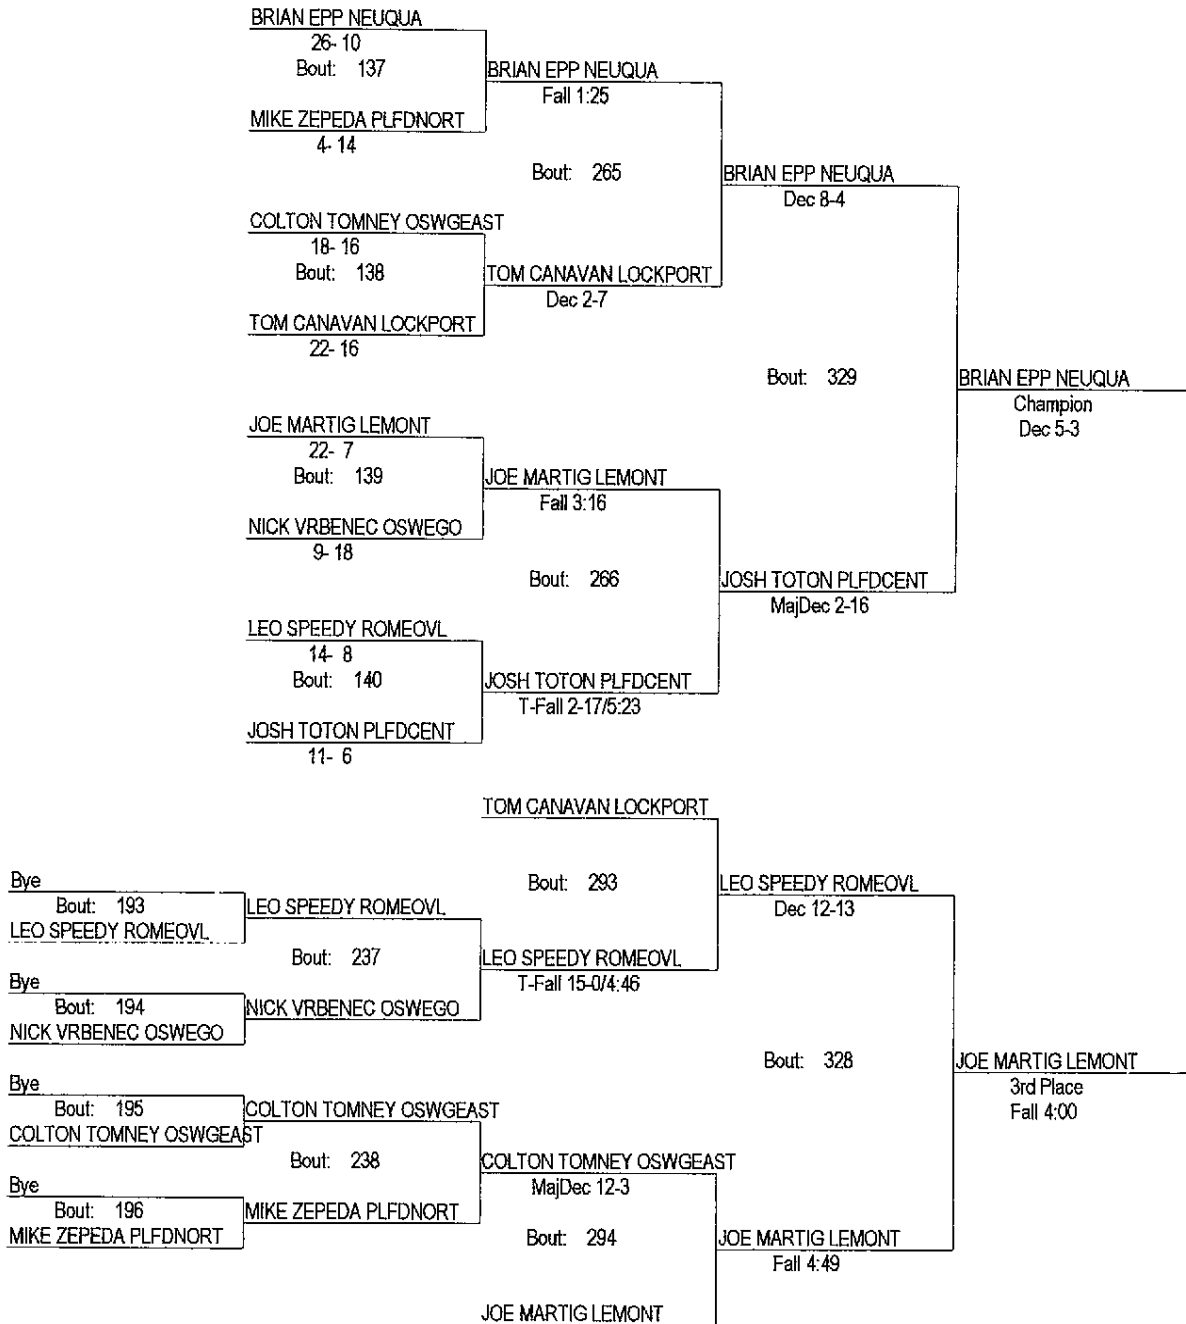 BRIAN EPP NEUQUA
26- 10
Bout: 137
BRIAN EPP NEUQUA
Fall 1:25
MIKE ZEPEDA PLFDNORT
4- 14
Bout: 265
BRIAN EPP NEUQUA
Dec 8-4
COLTON TOMNEY OSWGEAST
18- 16
Bout: 138
TOM CANAVAN LOCKPORT
Dec 2-7
TOM CANAVAN LOCKPORT
22- 16
Bout: 329
BRIAN EPP NEUQUA
Champion
Dec 5-3
JOE MARTIG LEMONT
22- 7
Bout: 139
JOE MARTIG LEMONT
Fall 3:16
NICK VRBENEC OSWEGO
9- 18
Bout: 266
JOSH TOTON PLFDCENT
MajDec 2-16
LEO SPEEDY ROMEOVL
14- 8
Bout: 140
JOSH TOTON PLFDCENT
T-Fall 2-17/5:23
JOSH TOTON PLFDCENT
11- 6
TOM CANAVAN LOCKPORT
Bout: 293
LEO SPEEDY ROMEOVL
Dec 12-13
Bye
Bout: 193
LEO SPEEDY ROMEOVL
LEO SPEEDY ROMEOVL
Bout: 237
LEO SPEEDY ROMEOVL
T-Fall 15-0/4:46
Bye
Bout: 194
NICK VRBENEC OSWEGO
NICK VRBENEC OSWEGO
Bout: 328
JOE MARTIG LEMONT
3rd Place
Fall 4:00
Bye
Bout: 195
COLTON TOMNEY OSWGEAST
COLTON TOMNEY OSWGEAST
Bout: 238
COLTON TOMNEY OSWGEAST
MajDec 12-3
Bye
Bout: 196
MIKE ZEPEDA PLFDNORT
MIKE ZEPEDA PLFDNORT
Bout: 294
JOE MARTIG LEMONT
Fall 4:49
JOE MARTIG LEMONT